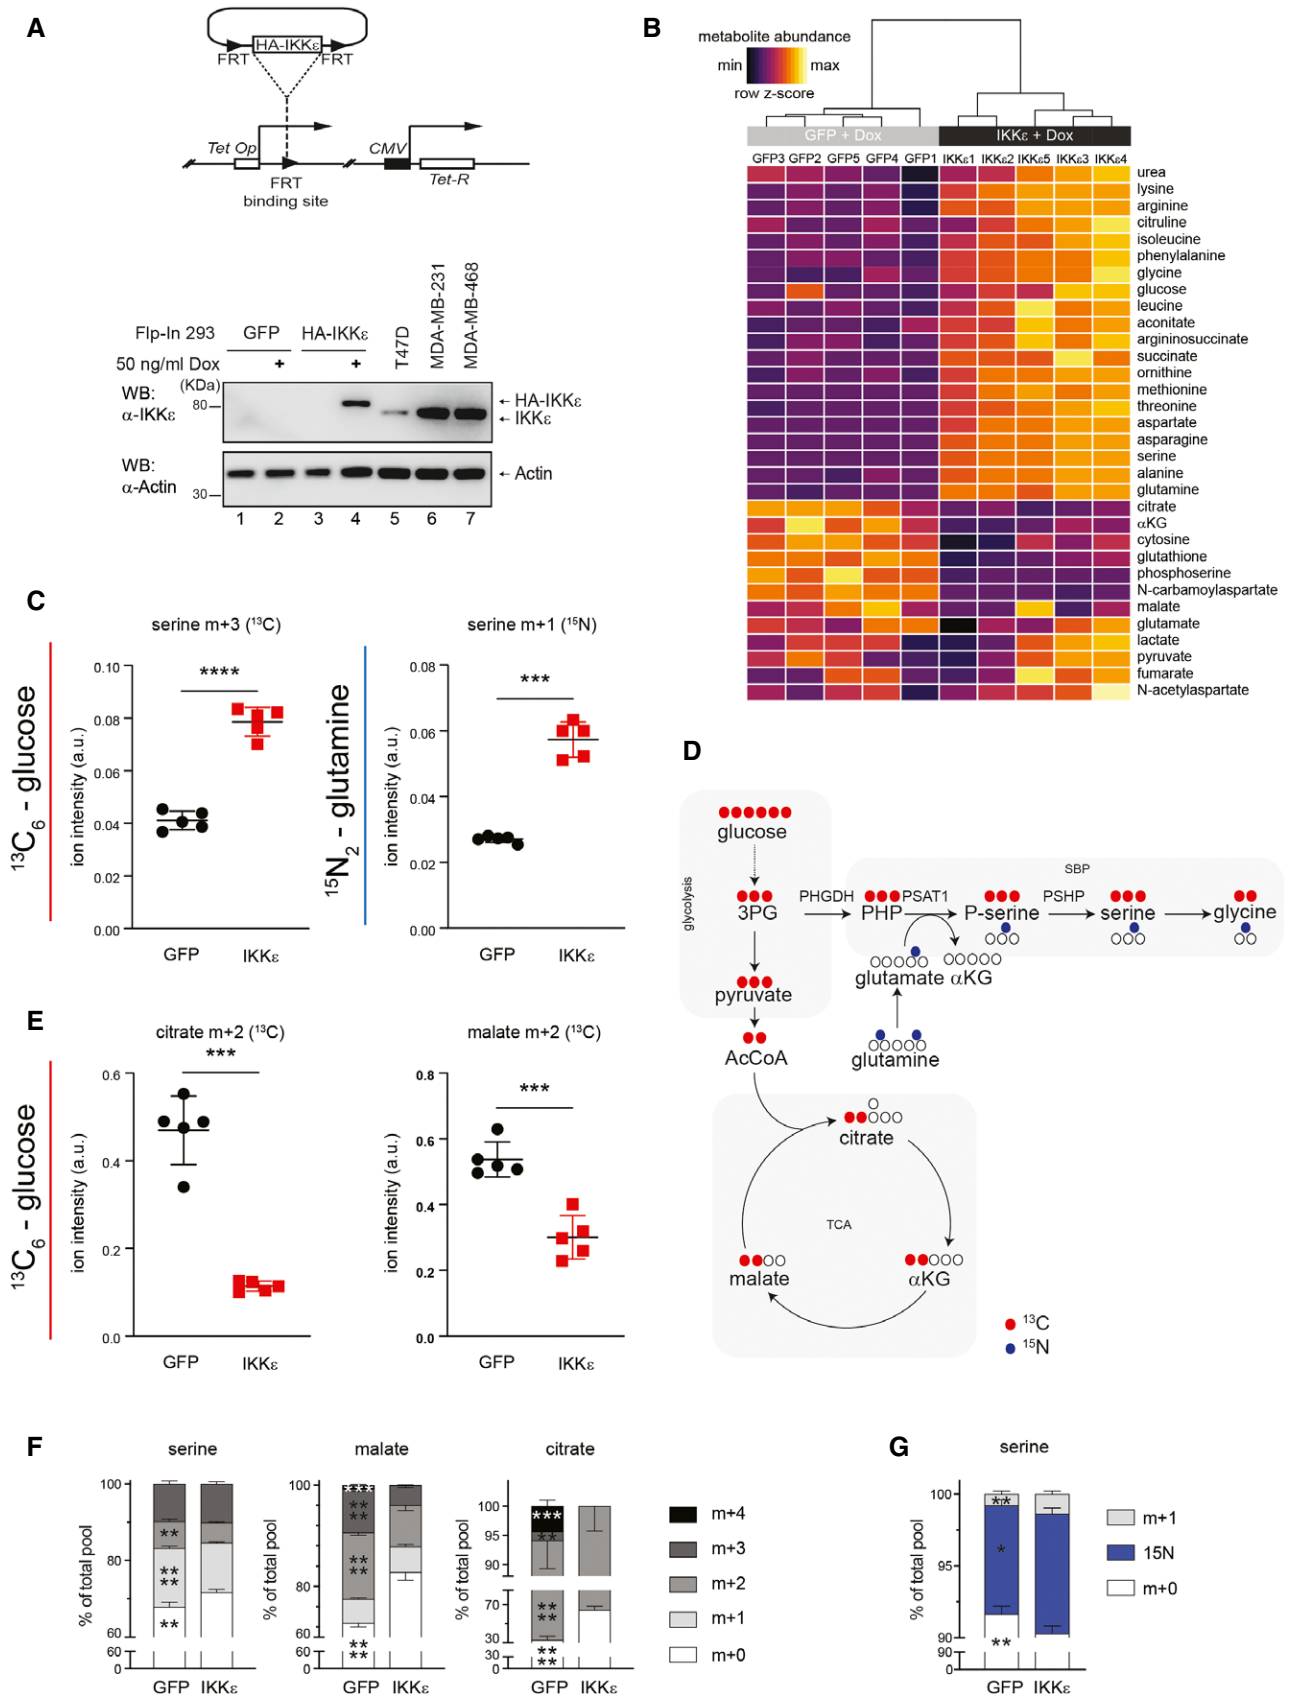 A
HA-IKKε
FRT
FRT
Tet Op
CMV
FRT
binding site
Tet-R
Flp-In 293
GFP
HA-IKKε
T47D
MDA-MB-231
MDA-MB-468
50 ng/ml Dox
+
+
(KDa)
WB:
α-IKKε
80
← HA-IKKε
← IKKε
WB:
α-Actin
← Actin
30
1 2 3 4 5 6 7
B
metabolite abundance
min
max
row z-score
GFP + Dox
IKKε + Dox
GFP3 GFP2 GFP5 GFP4 GFP1 IKKε1 IKKε2 IKKε5 IKKε3 IKKε4
urea
lysine
arginine
citruline
isoleucine
phenylalanine
glycine
glucose
leucine
aconitate
argininosuccinate
succinate
ornithine
methionine
threonine
aspartate
asparagine
serine
alanine
glutamine
citrate
αKG
cytosine
glutathione
phosphoserine
N-carbamoylaspartate
malate
glutamate
lactate
pyruvate
fumarate
N-acetylaspartate
C
¹³C₆ - glucose
serine m+3 (¹³C)
****
ion intensity (a.u.)
0.10
0.08
0.06
0.04
0.02
0.00
GFP
IKKε
¹⁵N₂ - glutamine
serine m+1 (¹⁵N)
***
ion intensity (a.u.)
0.08
0.06
0.04
0.02
0.00
GFP
IKKε
D
glucose
glycolysis
3PG
pyruvate
AcCoA
SBP
PHGDH
PHP
PSAT1
P-serine
PSHP
serine
glycine
glutamate
αKG
glutamine
citrate
TCA
malate
αKG
¹³C
¹⁵N
E
¹³C₆ - glucose
citrate m+2 (¹³C)
***
ion intensity (a.u.)
0.6
0.4
0.2
0.0
GFP
IKKε
malate m+2 (¹³C)
***
ion intensity (a.u.)
0.8
0.6
0.4
0.2
0.0
GFP
IKKε
F
serine
% of total pool
100
80
60
60
0
**
**
**
**
GFP IKKε
malate
% of total pool
100
80
60
60
0
***
**
**
**
**
**
**
GFP IKKε
citrate
% of total pool
100
95
90
70
30
30
0
***
**
**
**
**
**
GFP IKKε
m+4
m+3
m+2
m+1
m+0
G
serine
% of total pool
100
95
90
90
0
**
*
**
GFP IKKε
m+1
15N
m+0